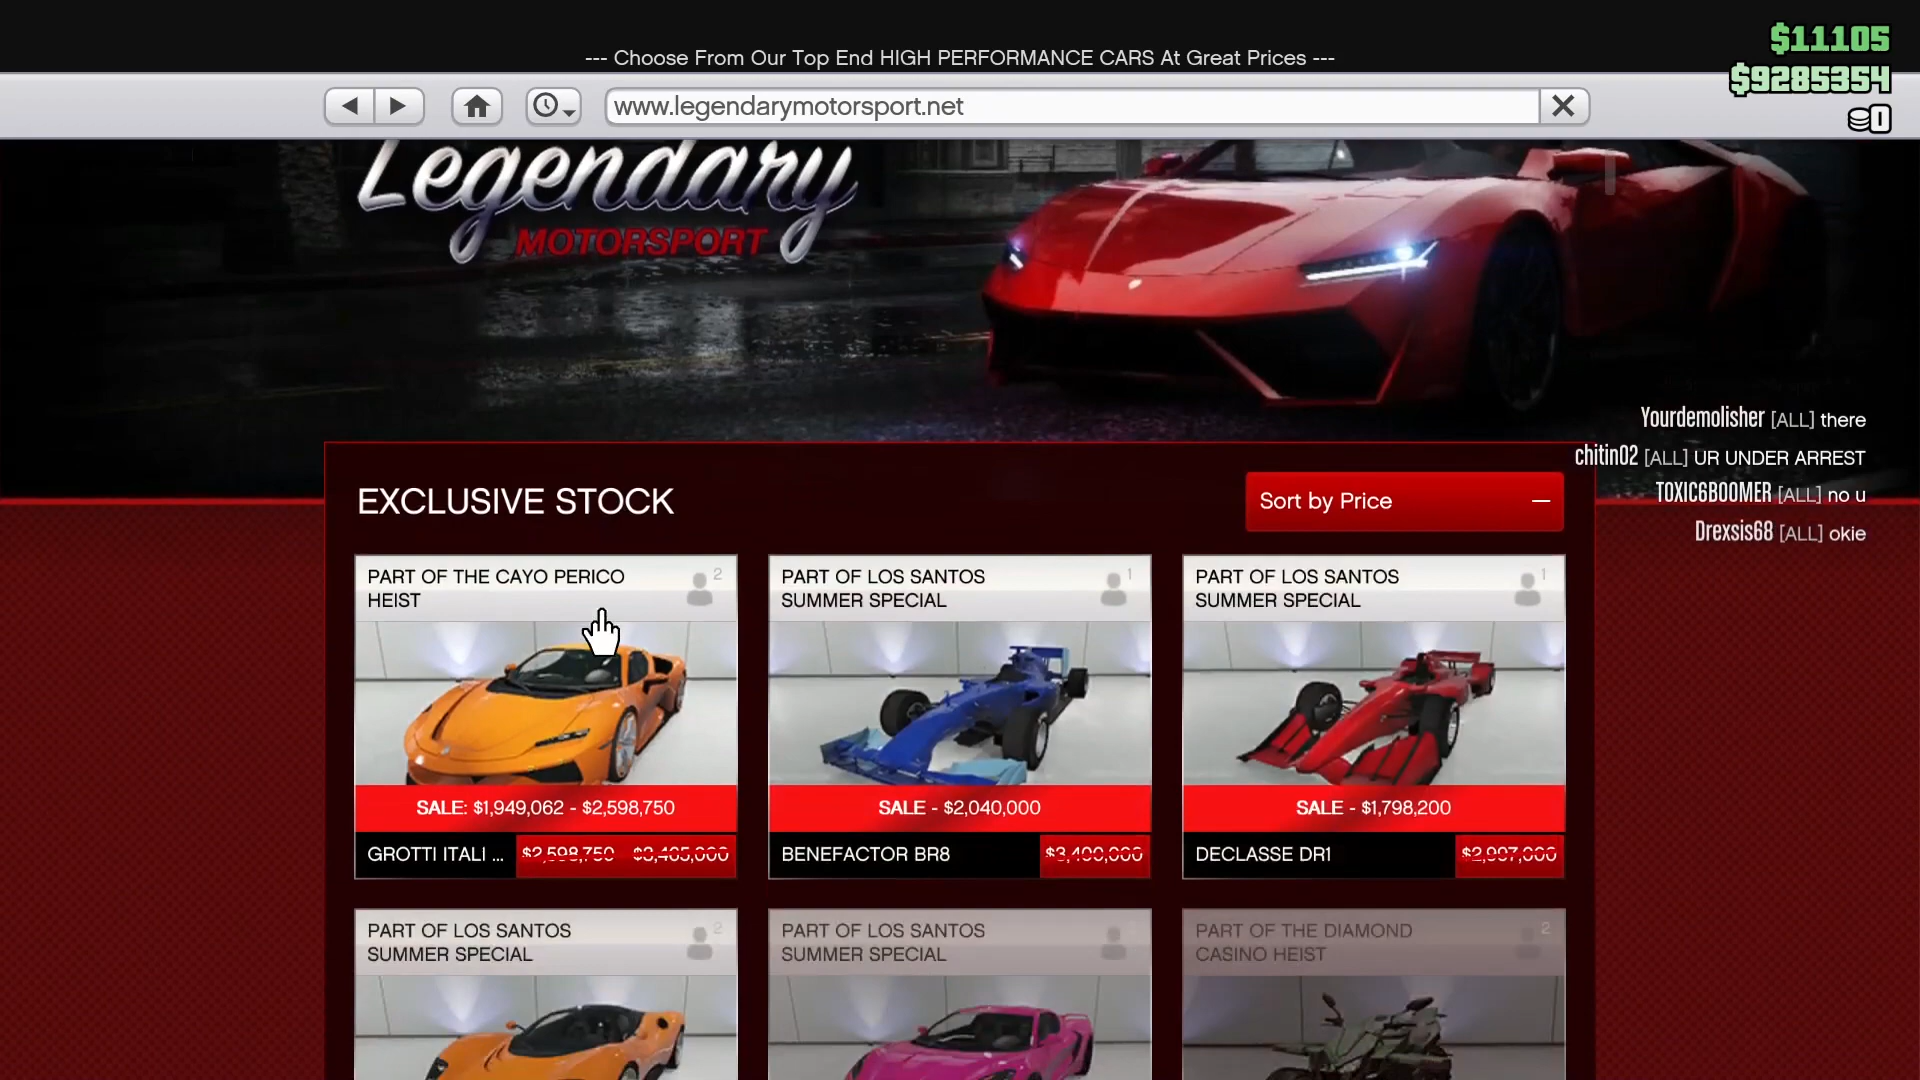 --- Choose From Our Top End HIGH PERFORMANCE CARS At Great Prices ---
$11105
$9285354
1
www.legendarymotorsport.net
Legendary
MOTORSPORT
Yourdemolisher [ALL] there
chitin02 [ALL] UR UNDER ARREST
TOXIC6BOOMER [ALL] no u
Drexsis68 [ALL] okie
EXCLUSIVE STOCK
Sort by Price
PART OF THE CAYO PERICO
HEIST
2
SALE: $1,949,062 - $2,598,750
GROTTI ITALI ... $2,598,750 $3,465,000
PART OF LOS SANTOS
SUMMER SPECIAL
1
SALE - $2,040,000
BENEFACTOR BR8 $3,400,000
PART OF LOS SANTOS
SUMMER SPECIAL
1
SALE - $1,798,200
DECLASSE DR1 $2,997,000
PART OF LOS SANTOS
SUMMER SPECIAL
2
PART OF LOS SANTOS
SUMMER SPECIAL
PART OF THE DIAMOND
CASINO HEIST
2